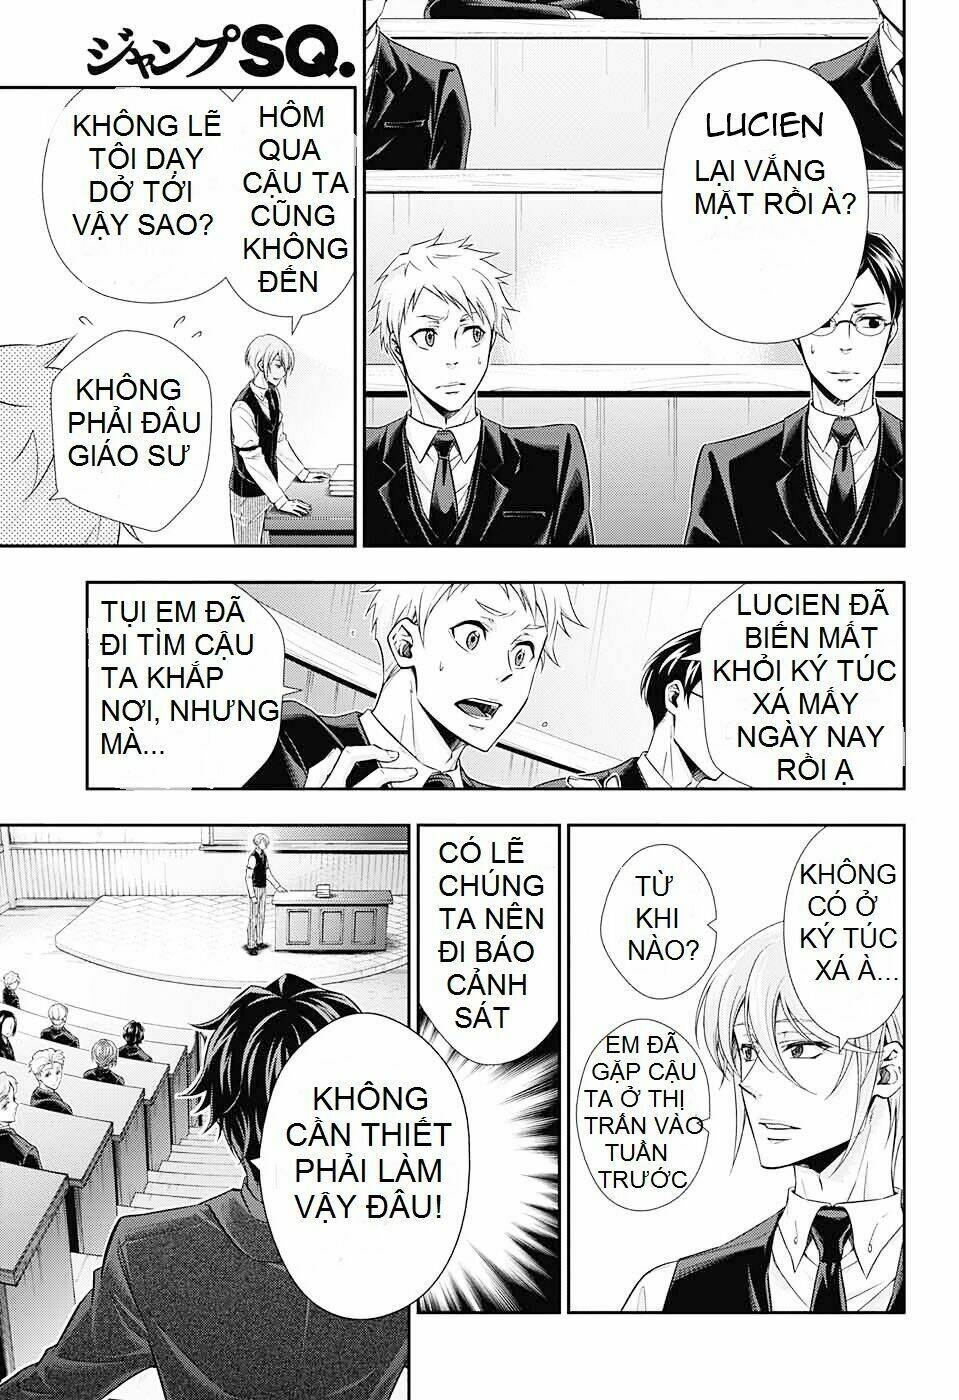 ジャンプSQ.
LUCIEN
LẠI VẮNG
MẶT RỒI À?
HÔM
QUA
CẬU TA
CŨNG
KHÔNG
ĐẾN
KHÔNG LẼ
TÔI DẠY
DỞ TỚI
VẬY SAO?
KHÔNG
PHẢI ĐÂU
GIÁO SƯ
LUCIEN ĐÃ
BIẾN MẤT
KHỎI KÝ TÚC
XÁ MẤY
NGÀY NAY
RỒI Ạ
TỤI EM ĐÃ
ĐI TÌM CẬU
TA KHẮP
NƠI, NHƯNG
MÀ...
KHÔNG
CÓ Ở
KÝ TÚC
XÁ À...
TỪ
KHI
NÀO?
EM ĐÃ
GẶP CẬU
TA Ở THỊ
TRẤN VÀO
TUẦN
TRƯỚC
CÓ LẼ
CHÚNG
TA NÊN
ĐI BÁO
CẢNH
SÁT
KHÔNG
CẦN THIẾT
PHẢI LÀM
VẬY ĐÂU!